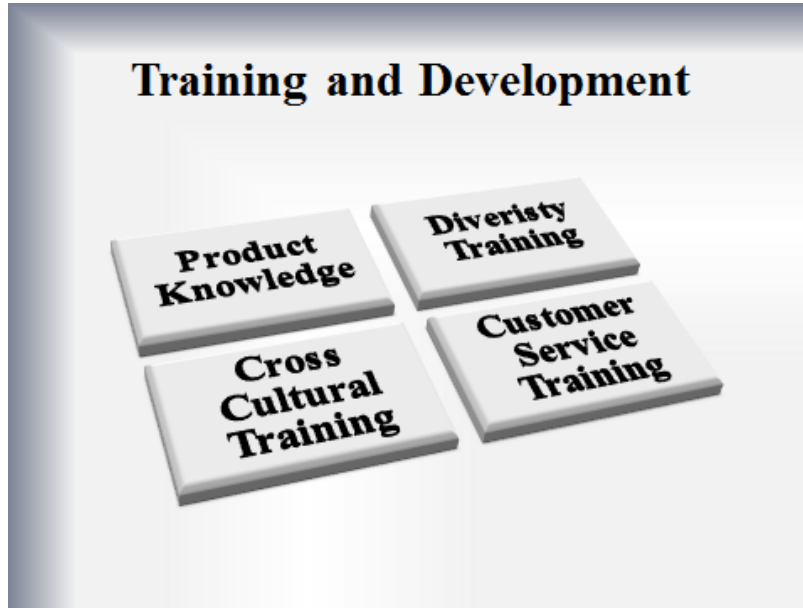 Training and Development
Product
Knowledge
Diveristy
Training
Cross
Cultural
Training
Customer
Service
Training